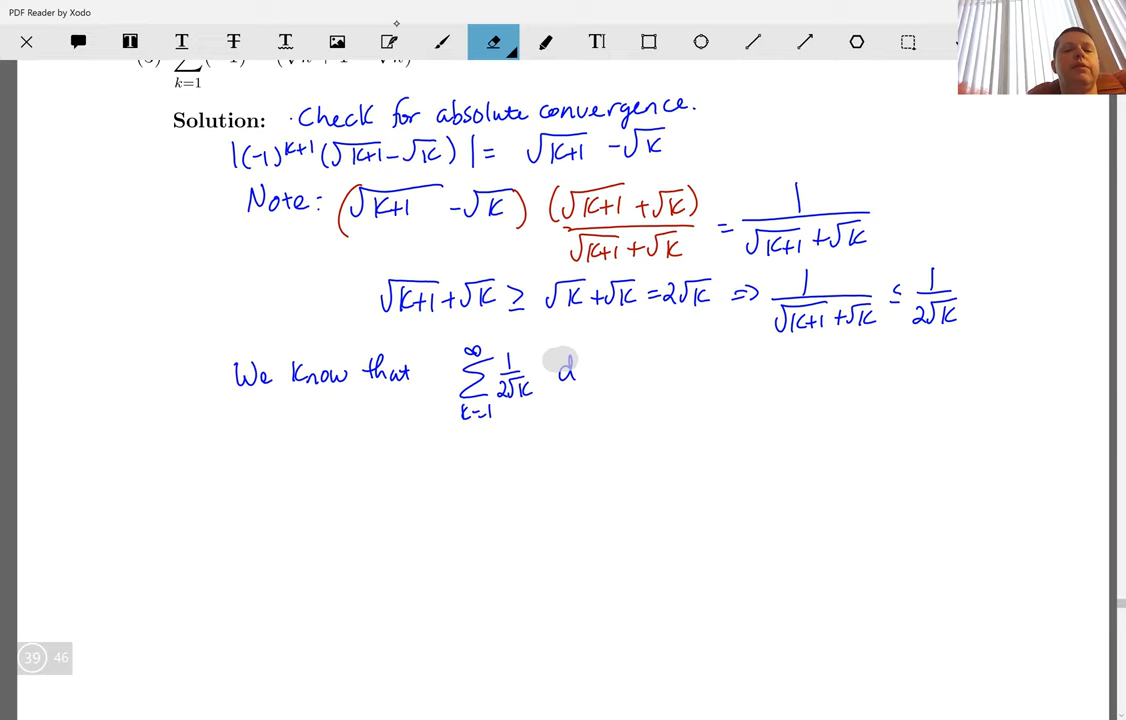 PDF Reader by Xodo
k=1
Solution: · Check for absolute convergence.
|(-1)^{k+1} (√(k+1) - √k)| = √(k+1) - √k
Note: (√(k+1) - √k) (√(k+1) + √k)/(√(k+1) + √k) = 1/(√(k+1) + √k)
√(k+1) + √k ≥ √k + √k = 2√k ⇒ 1/(√(k+1) + √k) ≤ 1/(2√k)
We know that ∑_{k=1}^{∞} 1/(2√k) d
39 46